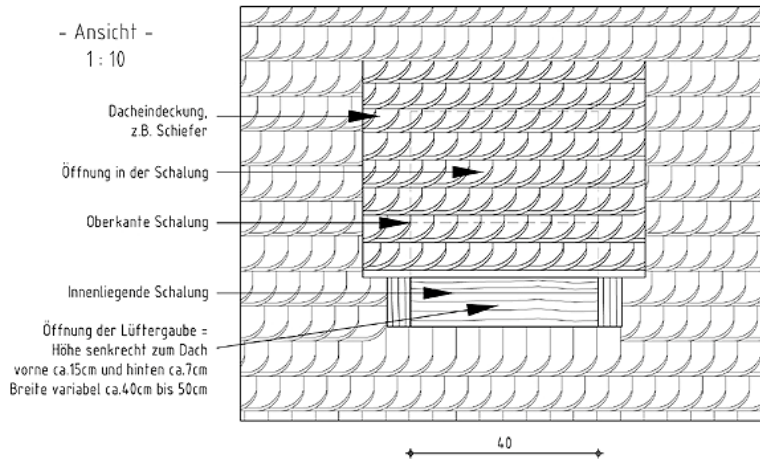 - Ansicht -
1 : 10
Dacheindeckung,
z.B. Schiefer
Öffnung in der Schalung
Oberkante Schalung
Innenliegende Schalung
Öffnung der Lüftergaube =
Höhe senkrecht zum Dach
vorne ca.15cm und hinten ca.7cm
Breite variabel ca.40cm bis 50cm
40